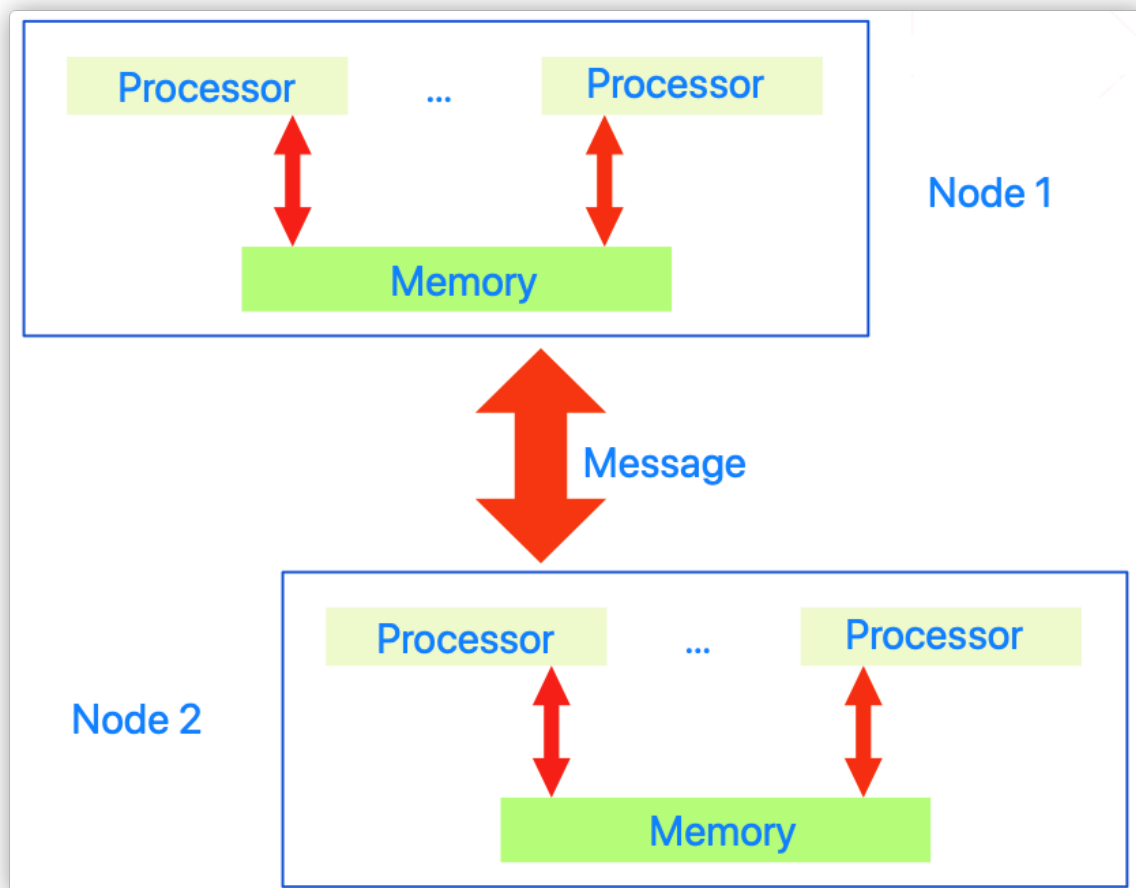 Processor ... Processor
Node 1
Memory
Message
Processor ... Processor
Node 2
Memory